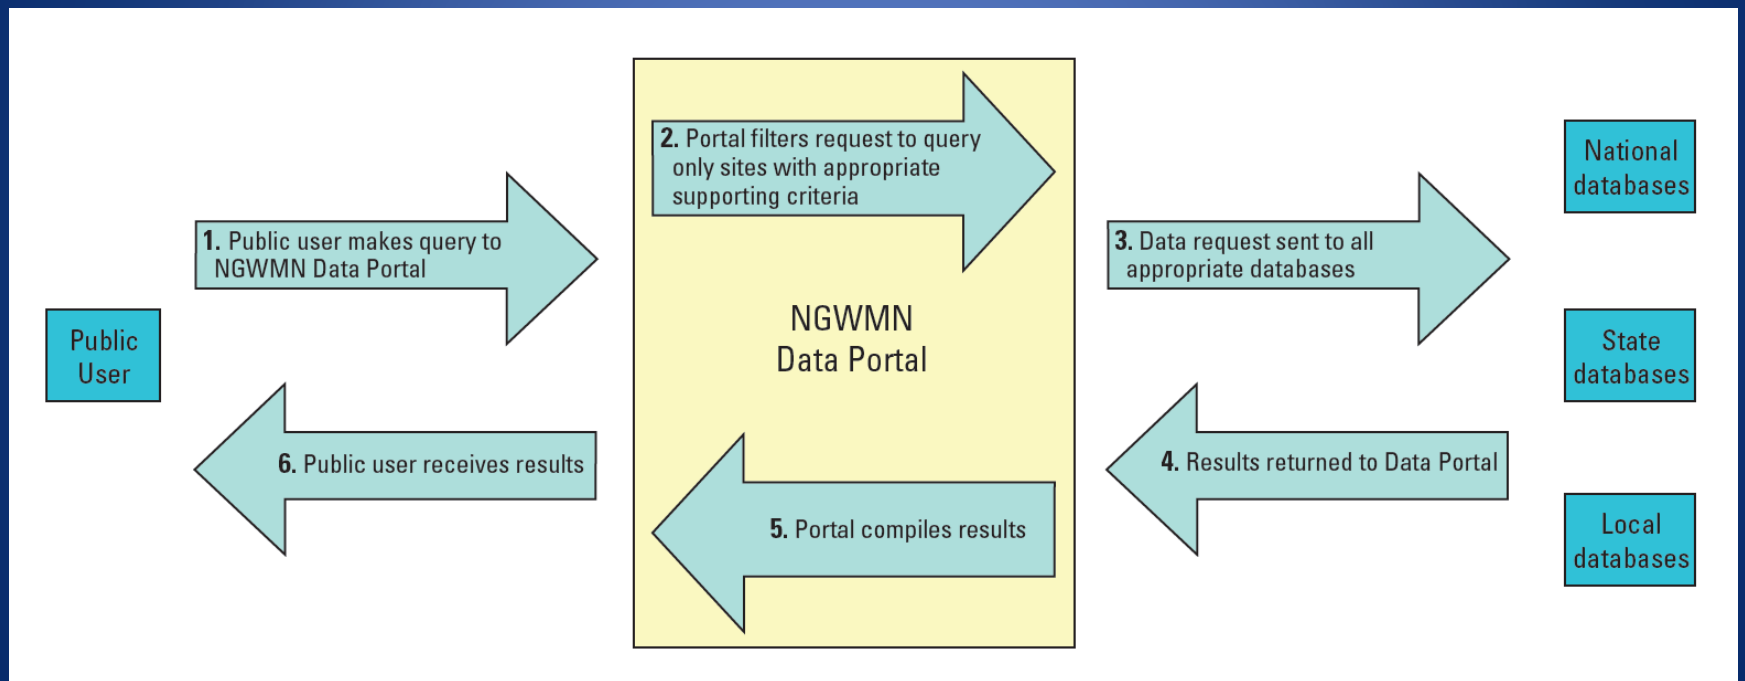 Public
User
1. Public user makes query to
NGWMN Data Portal
2. Portal filters request to query
only sites with appropriate
supporting criteria
NGWMN
Data Portal
3. Data request sent to all
appropriate databases
National
databases
State
databases
Local
databases
4. Results returned to Data Portal
5. Portal compiles results
6. Public user receives results